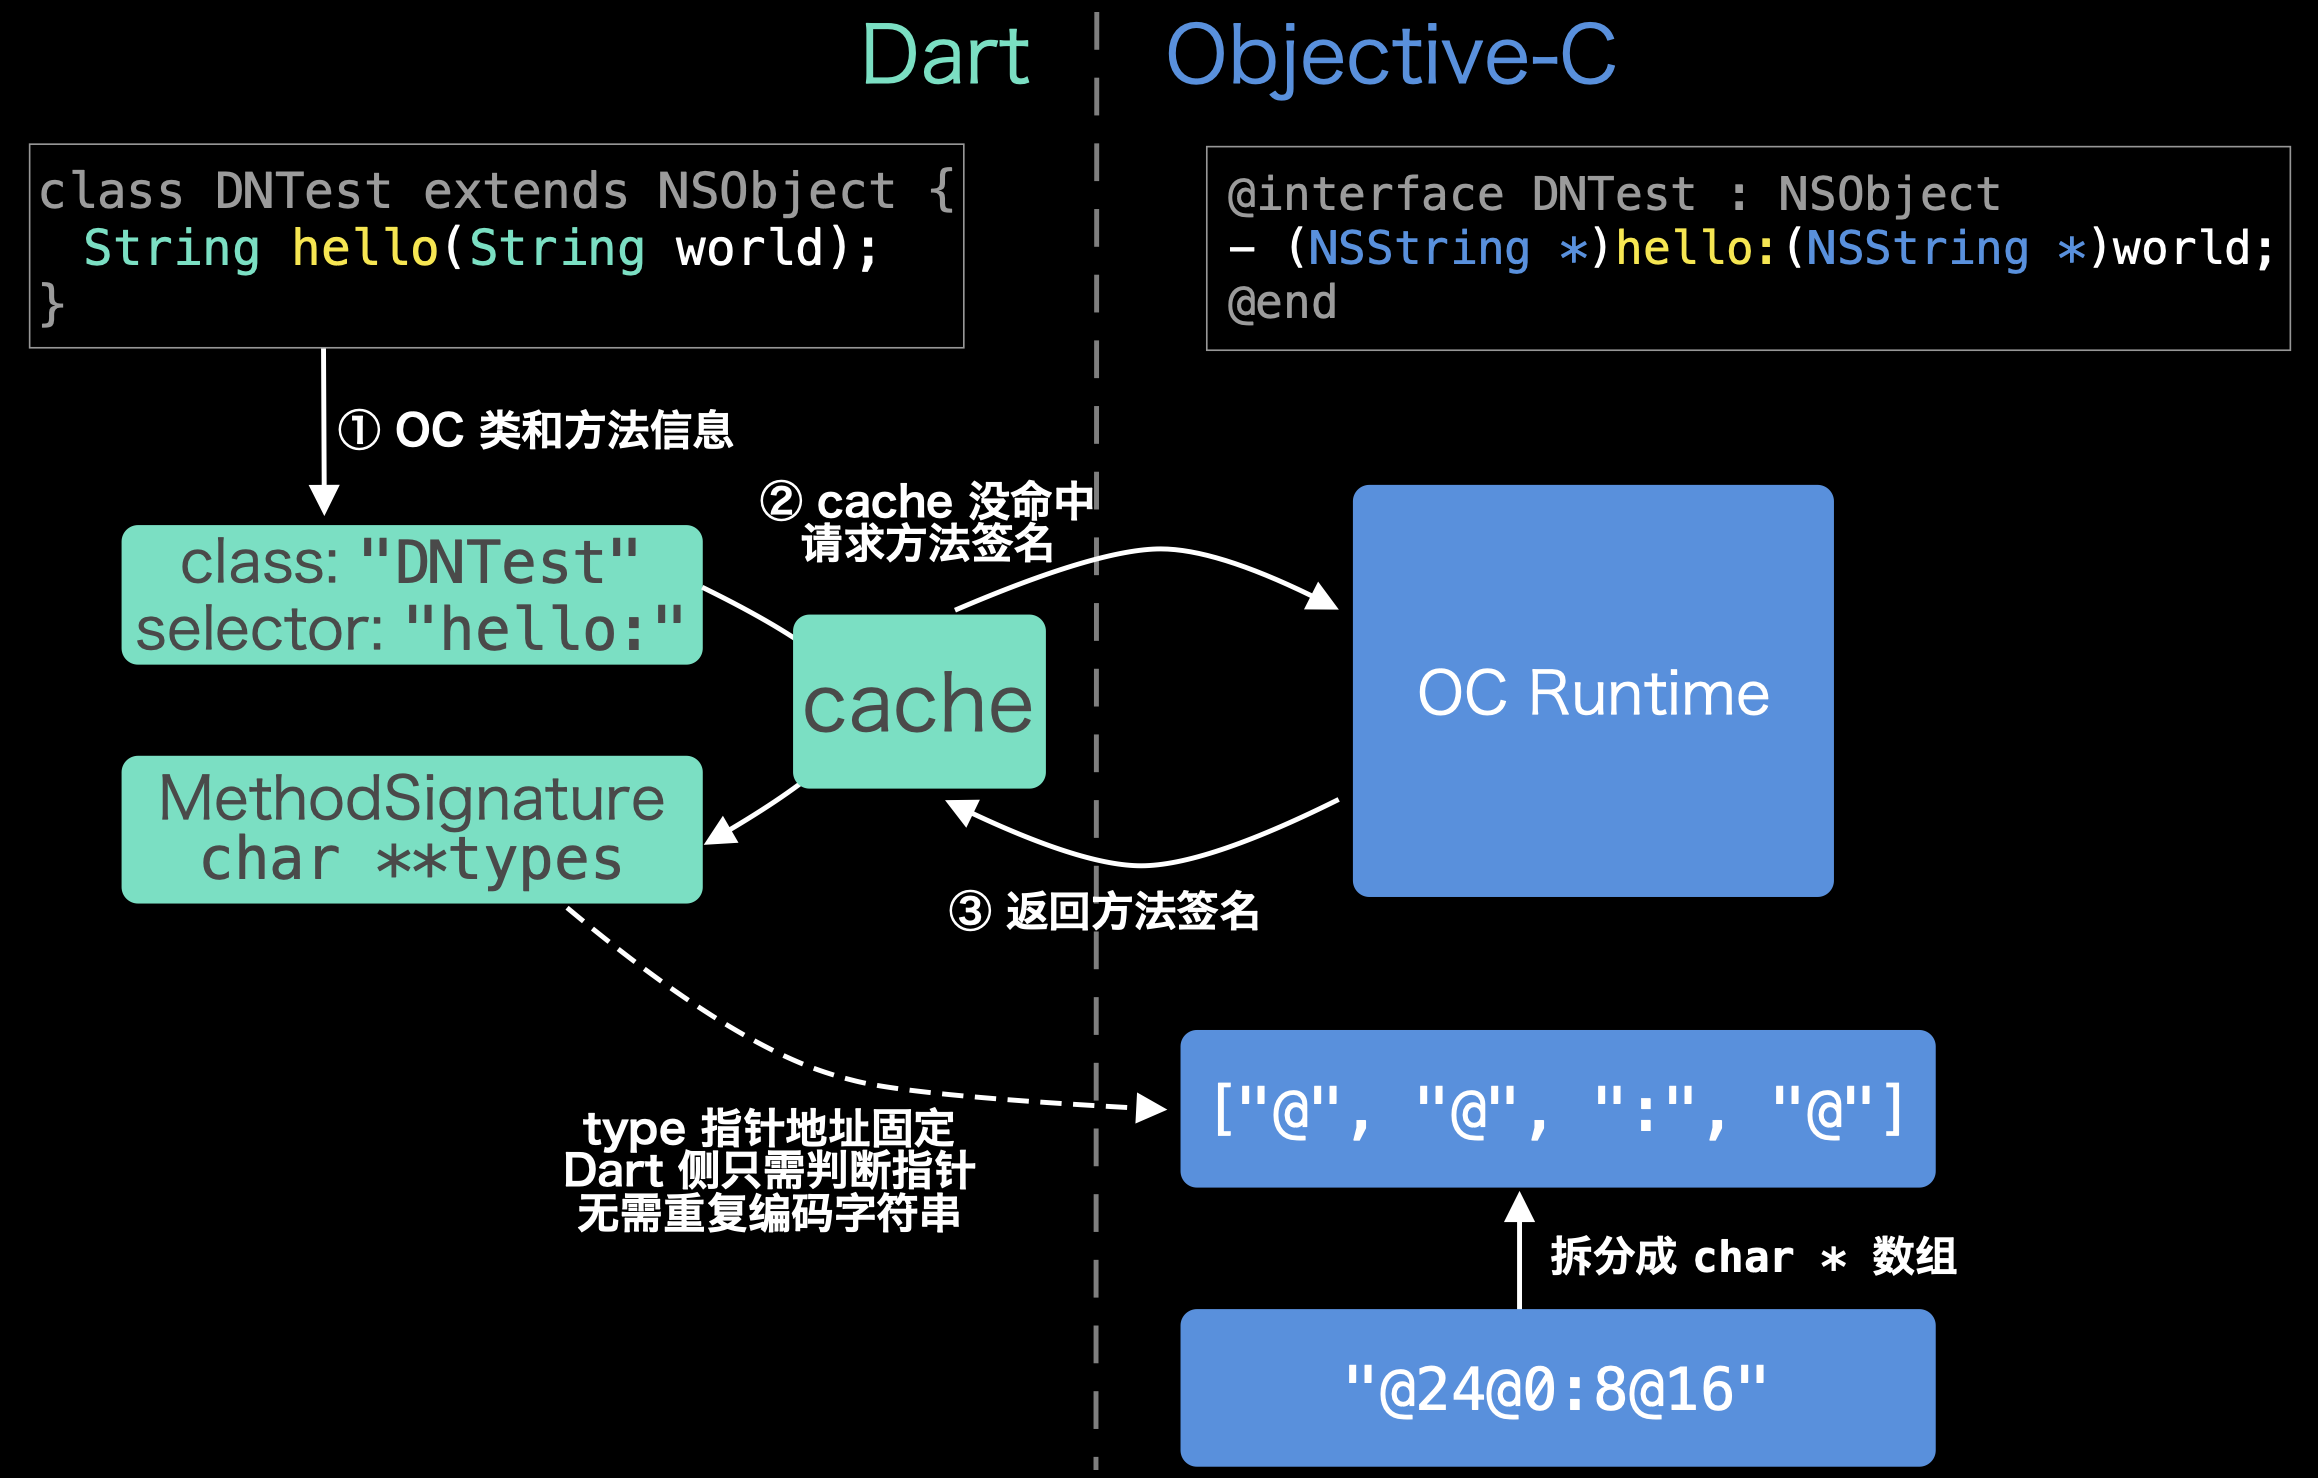 Dart
Objective-C
class DNTest extends NSObject {
String hello(String world);
}
@interface DNTest : NSObject
- (NSString *)hello:(NSString *)world;
@end
① OC 类和方法信息
② cache 没命中
请求方法签名
class: "DNTest"
selector: "hello:"
cache
OC Runtime
MethodSignature
char **types
③ 返回方法签名
["@", "@", ":", "@"]
type 指针地址固定
Dart 侧只需判断指针
无需重复编码字符串
拆分成 char * 数组
"@24@0:8@16"